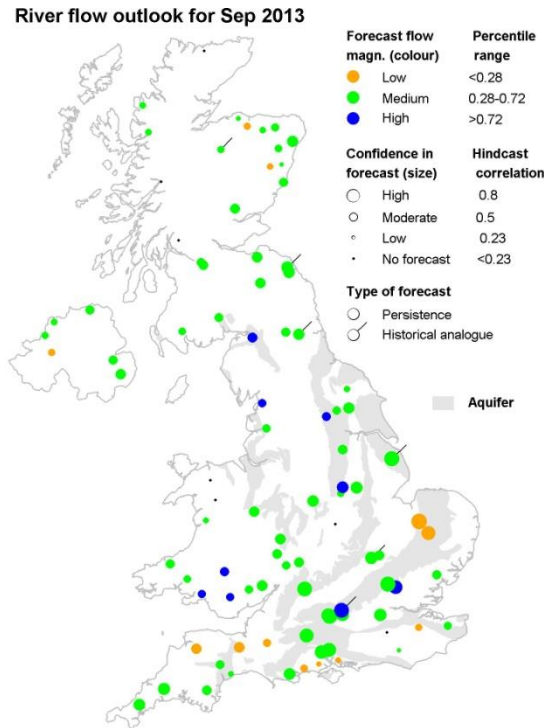 River flow outlook for Sep 2013
Forecast flow Percentile
magn. (colour) range
Low <0.28
Medium 0.28-0.72
High >0.72
Confidence in Hindcast
forecast (size) correlation
High 0.8
Moderate 0.5
Low 0.23
No forecast <0.23
Type of forecast
Persistence
Historical analogue
Aquifer